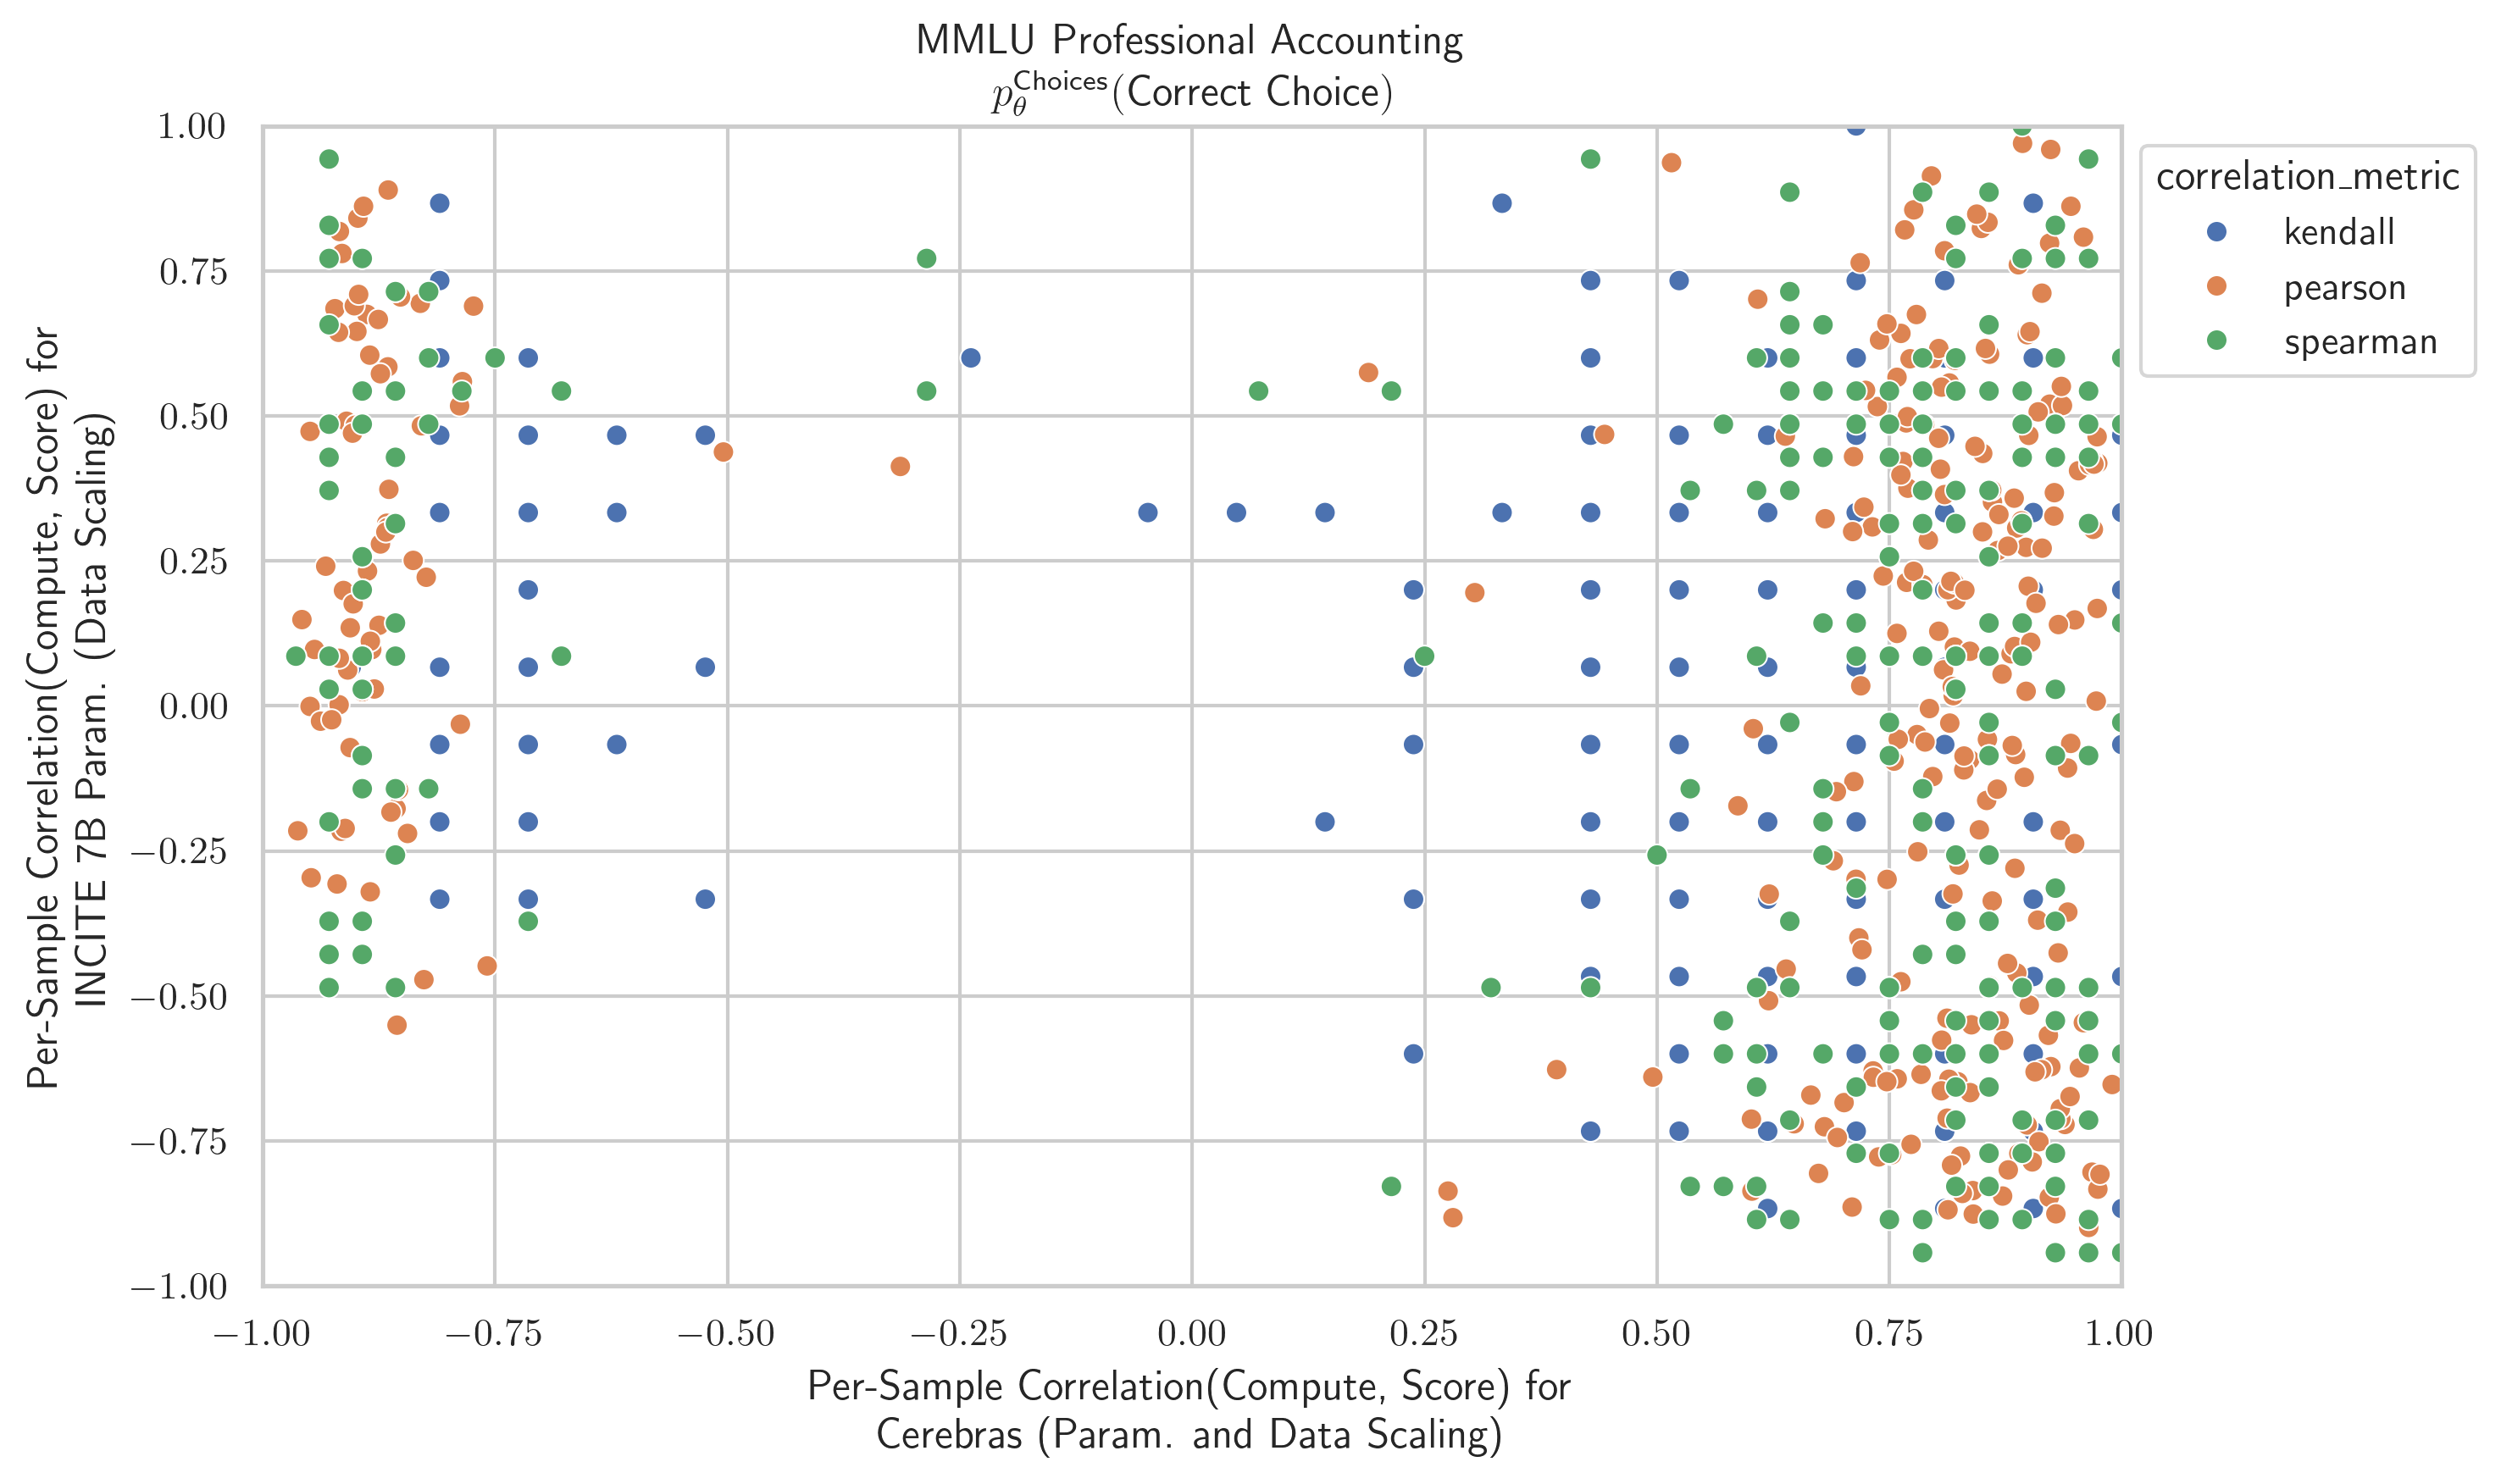 MMLU Professional Accounting
p_θ^Choices(Correct Choice)
1.00
0.75
0.50
0.25
0.00
−0.25
−0.50
−0.75
−1.00
Per-Sample Correlation(Compute, Score) for
INCITE 7B Param. (Data Scaling)
−1.00 −0.75 −0.50 −0.25 0.00 0.25 0.50 0.75 1.00
Per-Sample Correlation(Compute, Score) for
Cerebras (Param. and Data Scaling)
correlation_metric
kendall
pearson
spearman